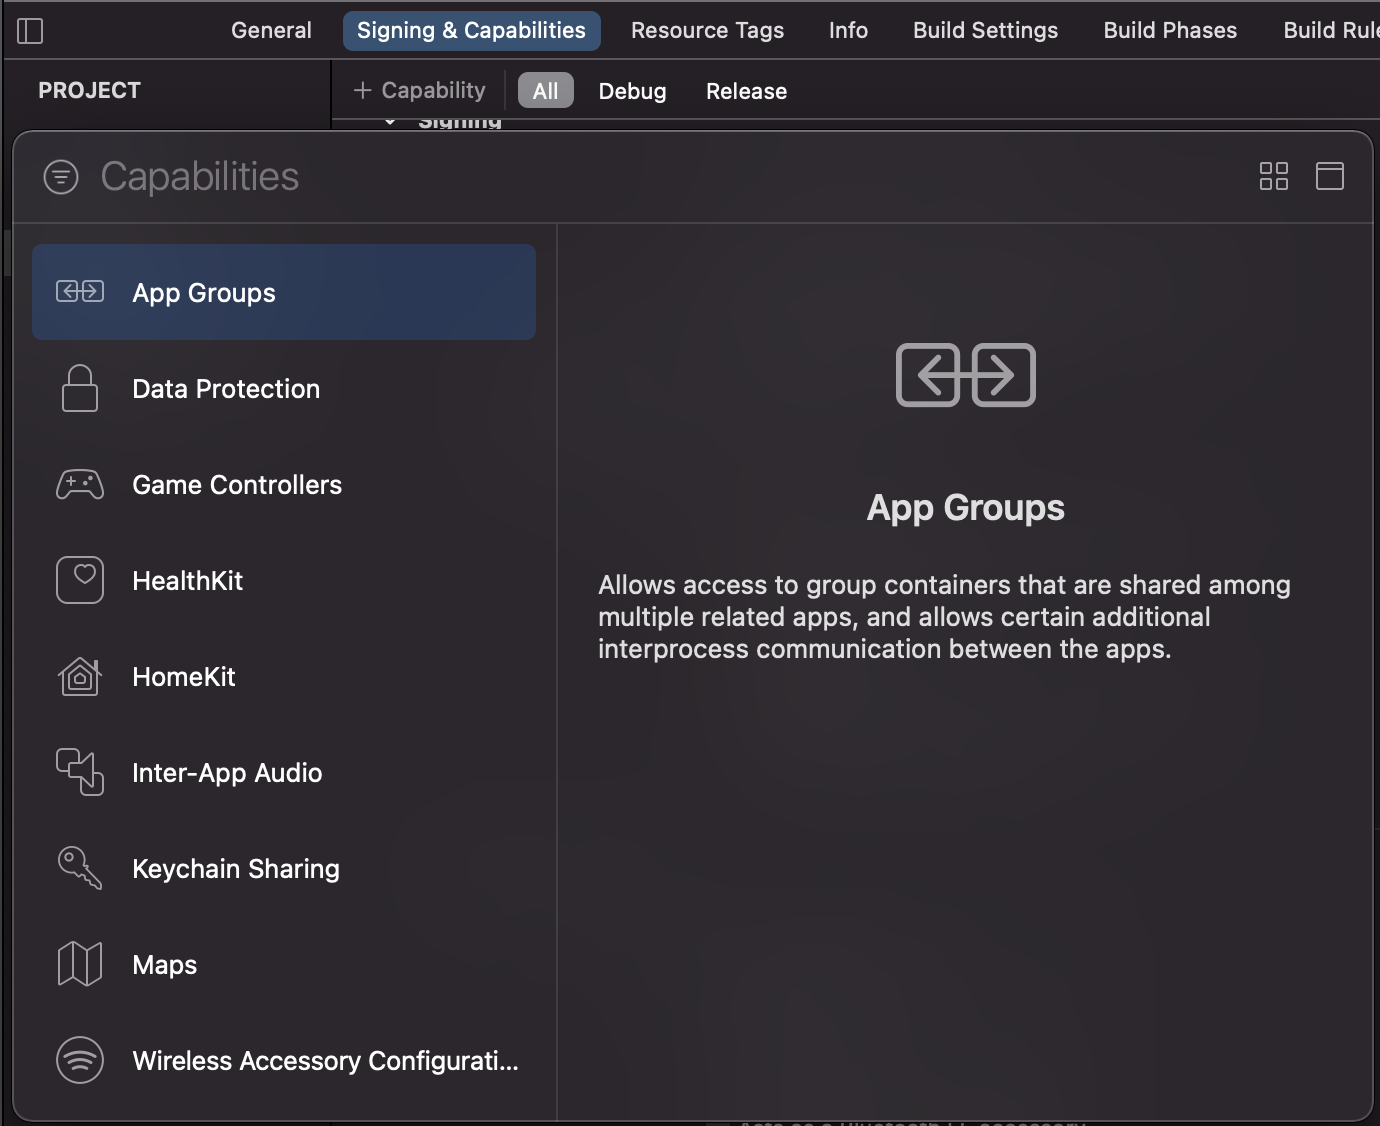 General Signing & Capabilities Resource Tags Info Build Settings Build Phases Build Rule
PROJECT
+ Capability All Debug Release
Signing
Capabilities
App Groups
Data Protection
Game Controllers
HealthKit
HomeKit
Inter-App Audio
Keychain Sharing
Maps
Wireless Accessory Configurati...
App Groups
Allows access to group containers that are shared among
multiple related apps, and allows certain additional
interprocess communication between the apps.